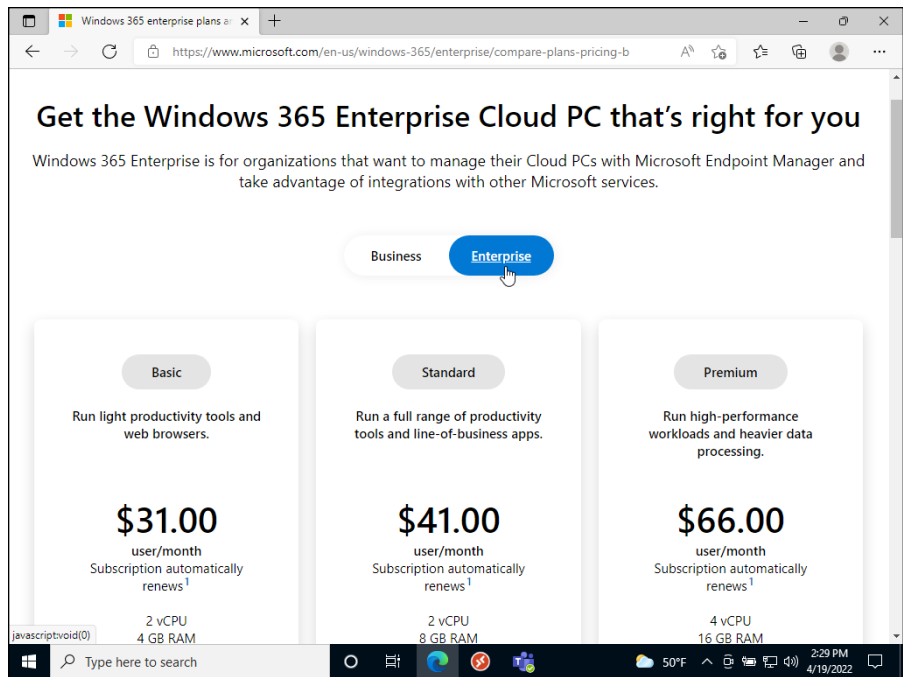 Windows 365 enterprise plans ar
https://www.microsoft.com/en-us/windows-365/enterprise/compare-plans-pricing-b
Get the Windows 365 Enterprise Cloud PC that's right for you
Windows 365 Enterprise is for organizations that want to manage their Cloud PCs with Microsoft Endpoint Manager and
take advantage of integrations with other Microsoft services.
Business
Enterprise
Basic
Run light productivity tools and
web browsers.
$31.00
user/month
Subscription automatically
renews1
2 vCPU
4 GB RAM
Standard
Run a full range of productivity
tools and line-of-business apps.
$41.00
user/month
Subscription automatically
renews1
2 vCPU
8 GB RAM
Premium
Run high-performance
workloads and heavier data
processing.
$66.00
user/month
Subscription automatically
renews1
4 vCPU
16 GB RAM
javascript:void(0)
Type here to search
50°F
2:29 PM
4/19/2022